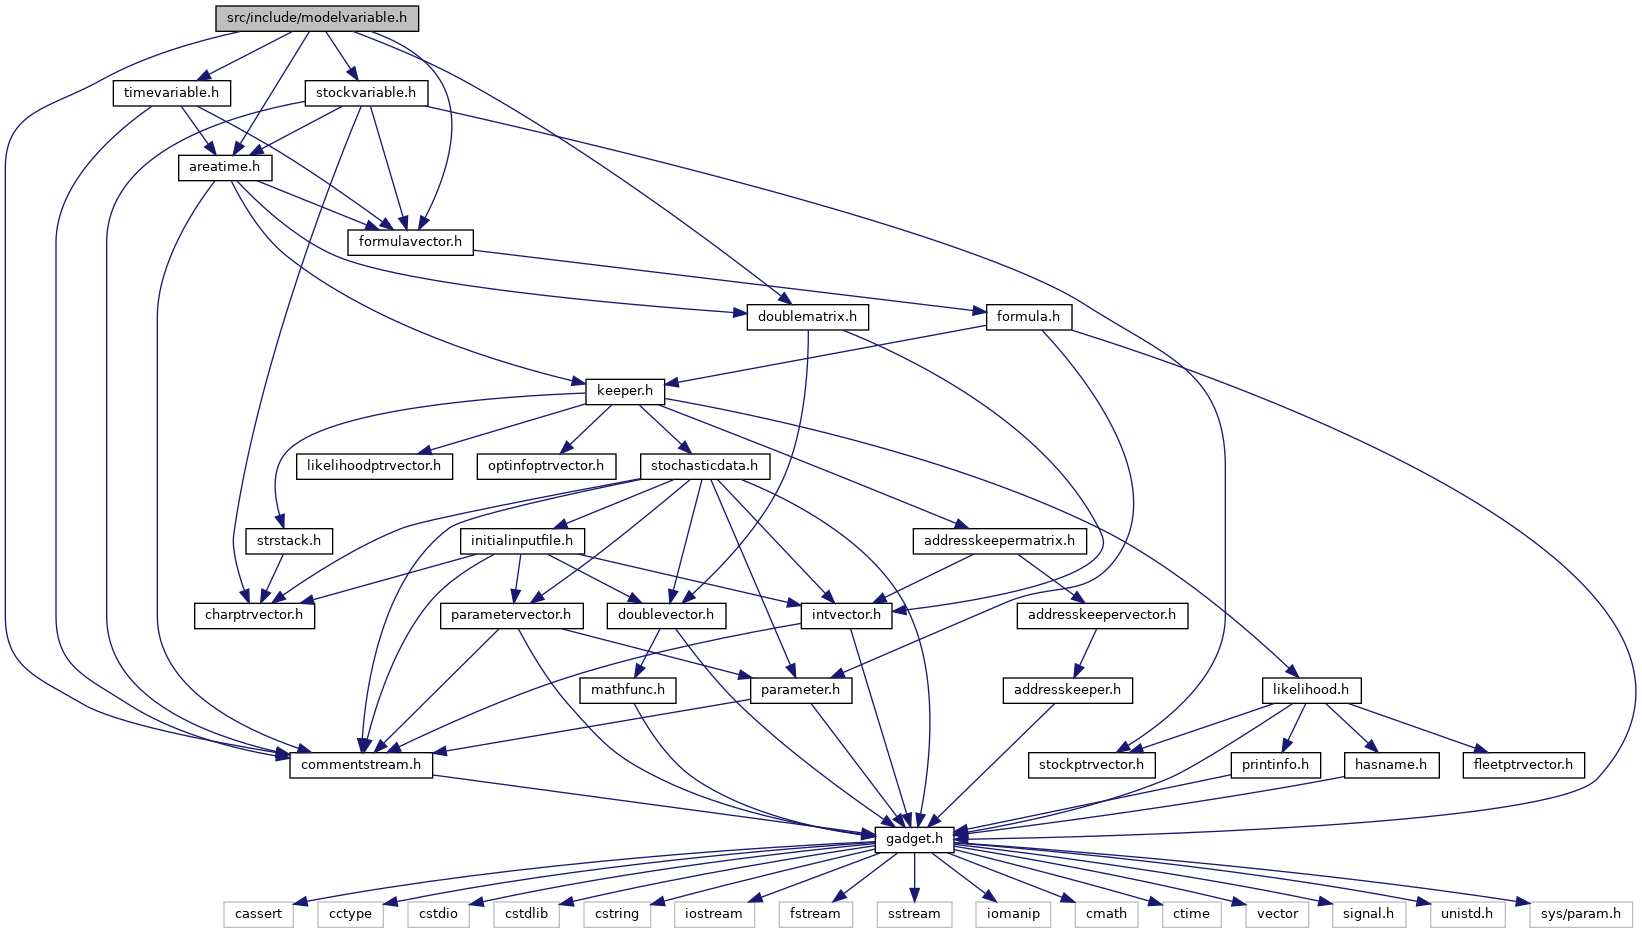 src/include/modelvariable.h
timevariable.h
stockvariable.h
areatime.h
formulavector.h
doublematrix.h
formula.h
keeper.h
likelihoodptrvector.h
optinfoptrvector.h
stochasticdata.h
strstack.h
initialinputfile.h
addresskeepermatrix.h
charptrvector.h
parametervector.h
doublevector.h
intvector.h
addresskeepervector.h
mathfunc.h
parameter.h
addresskeeper.h
likelihood.h
commentstream.h
stockptrvector.h
printinfo.h
hasname.h
fleetptrvector.h
gadget.h
cassert
cctype
cstdio
cstdlib
cstring
iostream
fstream
sstream
iomanip
cmath
ctime
vector
signal.h
unistd.h
sys/param.h